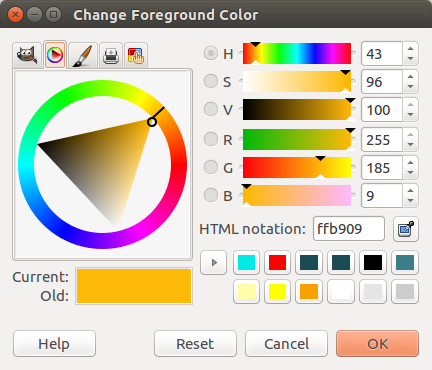 Change Foreground Color
H 43
S 96
V 100
R 255
G 185
B 9
HTML notation: ffb909
Current:
Old:
Help Reset Cancel OK